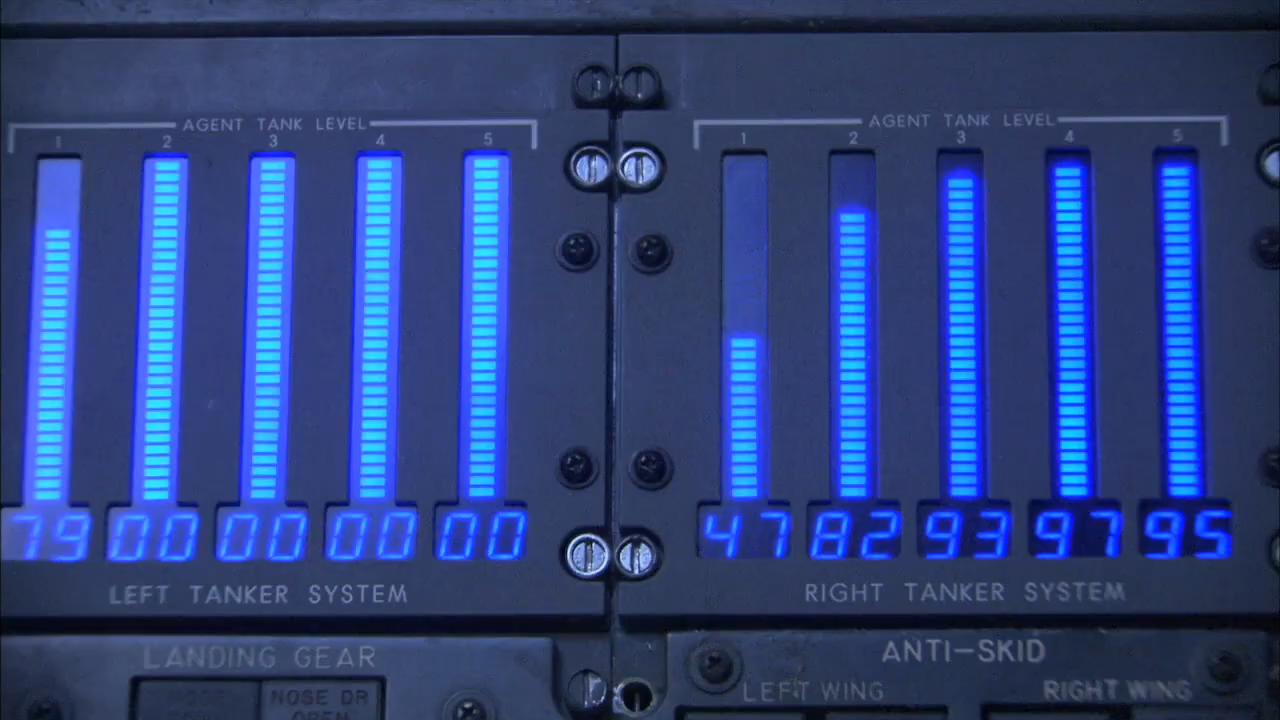 AGENT TANK LEVEL
1 2 3 4 5
79 00 00 00 00
LEFT TANKER SYSTEM
AGENT TANK LEVEL
1 2 3 4 5
47 82 93 97 95
RIGHT TANKER SYSTEM
LANDING GEAR
NOSE DR
OPEN
ANTI-SKID
LEFT WING
RIGHT WING